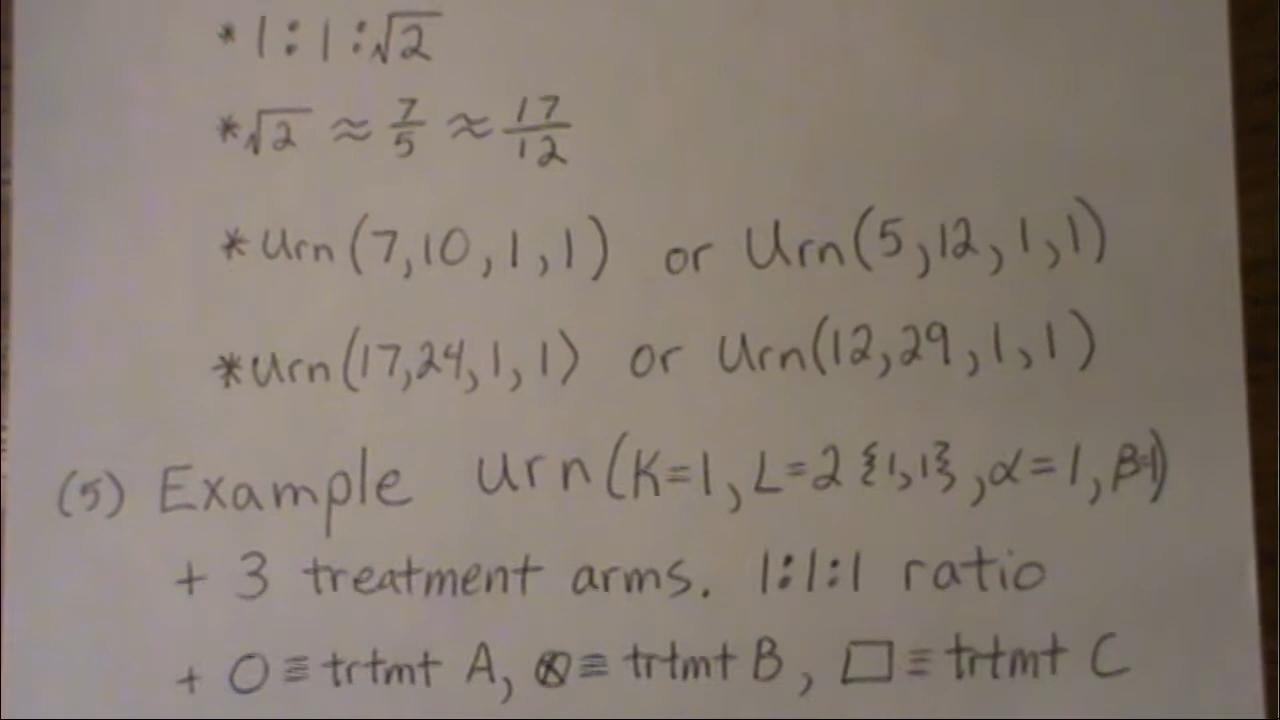 * 1:1:√2
* √2 ≈ 7/5 ≈ 17/12
* Urn(7,10,1,1) or Urn(5,12,1,1)
* Urn(17,24,1,1) or Urn(12,29,1,1)
(5) Example Urn(K=1, L=2 {1,1}, α=1, β=1)
+ 3 treatment arms. 1:1:1 ratio
+ ○ ≡ trtmt A, ⊗ ≡ trtmt B, □ ≡ trtmt C